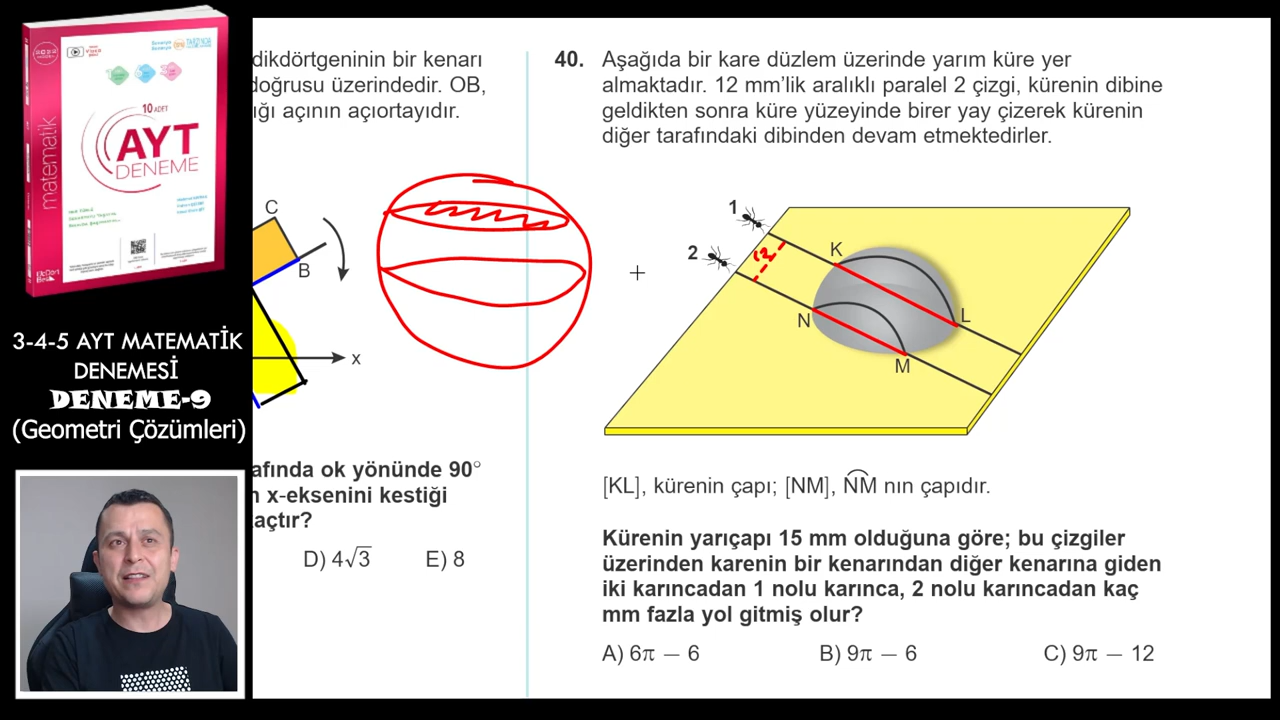 matematik
10 ADET
AYT
DENEME
3-4-5 AYT MATEMATİK
DENEMESİ
DENEME-9
(Geometri Çözümleri)
dikdörtgeninin bir kenarı
doğrusu üzerindedir. OB,
ığı açının açıortayıdır.
C
B
x
afında ok yönünde 90°
n x-eksenini kestiği
açtır?
D) 4√3 E) 8
40. Aşağıda bir kare düzlem üzerinde yarım küre yer
almaktadır. 12 mm'lik aralıklı paralel 2 çizgi, kürenin dibine
geldikten sonra küre yüzeyinde birer yay çizerek kürenin
diğer tarafındaki dibinden devam etmektedirler.
1
2
12
K
L
N
M
+
[KL], kürenin çapı; [NM], N͡M nın çapıdır.
Kürenin yarıçapı 15 mm olduğuna göre; bu çizgiler
üzerinden karenin bir kenarından diğer kenarına giden
iki karıncadan 1 nolu karınca, 2 nolu karıncadan kaç
mm fazla yol gitmiş olur?
A) 6π − 6 B) 9π − 6 C) 9π − 12